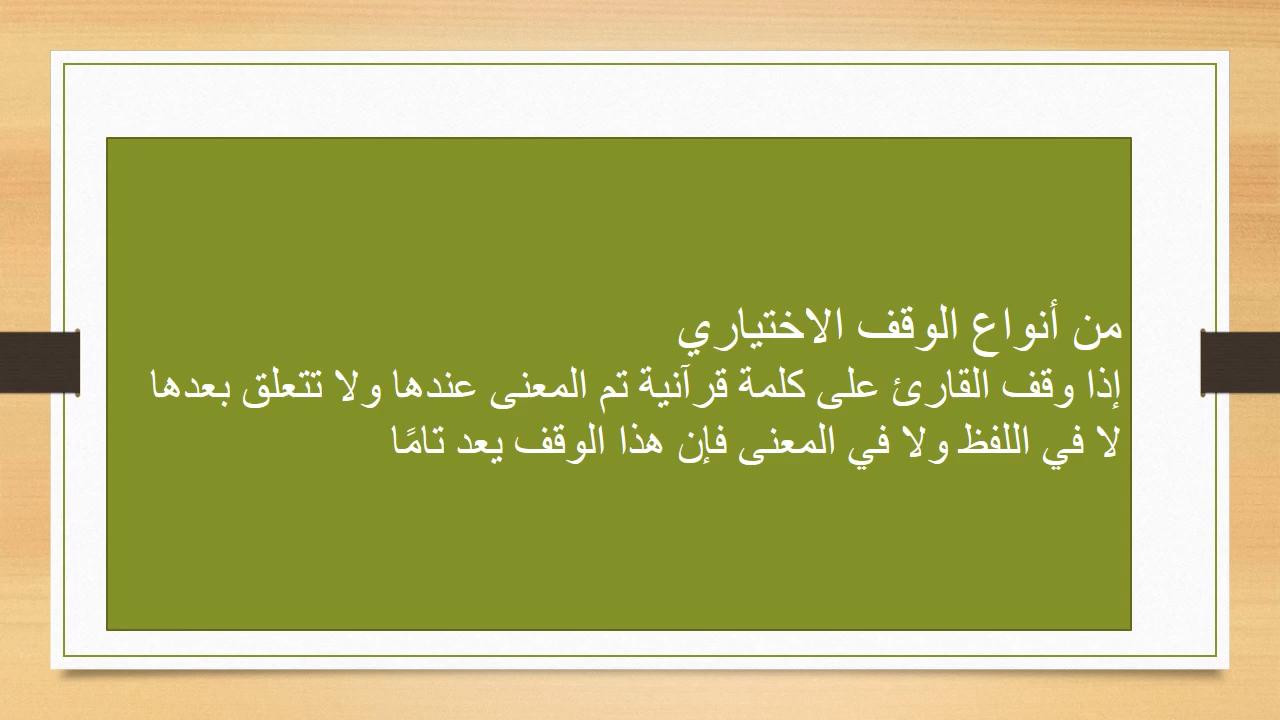 من أنواع الوقف الاختياري
إذا وقف القارئ على كلمة قرآنية تم المعنى عندها ولا تتعلق بعدها
لا في اللفظ ولا في المعنى فإن هذا الوقف يعد تامًا